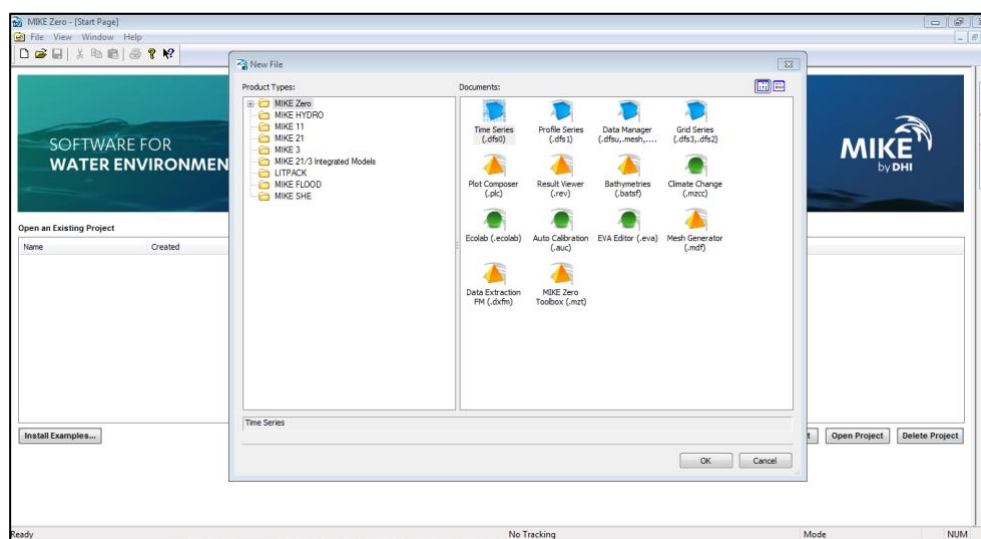 MIKE Zero - [Start Page]
File View Window Help
New File
Product Types:
MIKE Zero
MIKE HYDRO
MIKE 11
MIKE 21
MIKE 3
MIKE 21/3 Integrated Models
LITPACK
MIKE FLOOD
MIKE SHE
Documents:
Time Series (.dfs0)
Profile Series (.dfs1)
Data Manager (.dfsu,.mesh,....
Grid Series (.dfs3,.dfs2)
Plot Composer (.plc)
Result Viewer (.rev)
Bathymetries (.batsf)
Climate Change (.mzcc)
Ecolab (.ecolab)
Auto Calibration (.auc)
EVA Editor (.eva)
Mesh Generator (.mdf)
Data Extraction FM (.dxfm)
MIKE Zero Toolbox (.mzt)
Time Series
OK Cancel
SOFTWARE FOR
WATER ENVIRONMEN
MIKE
by DHI
Open an Existing Project
Name Created
Install Examples... t Open Project Delete Project
Ready No Tracking Mode NUM